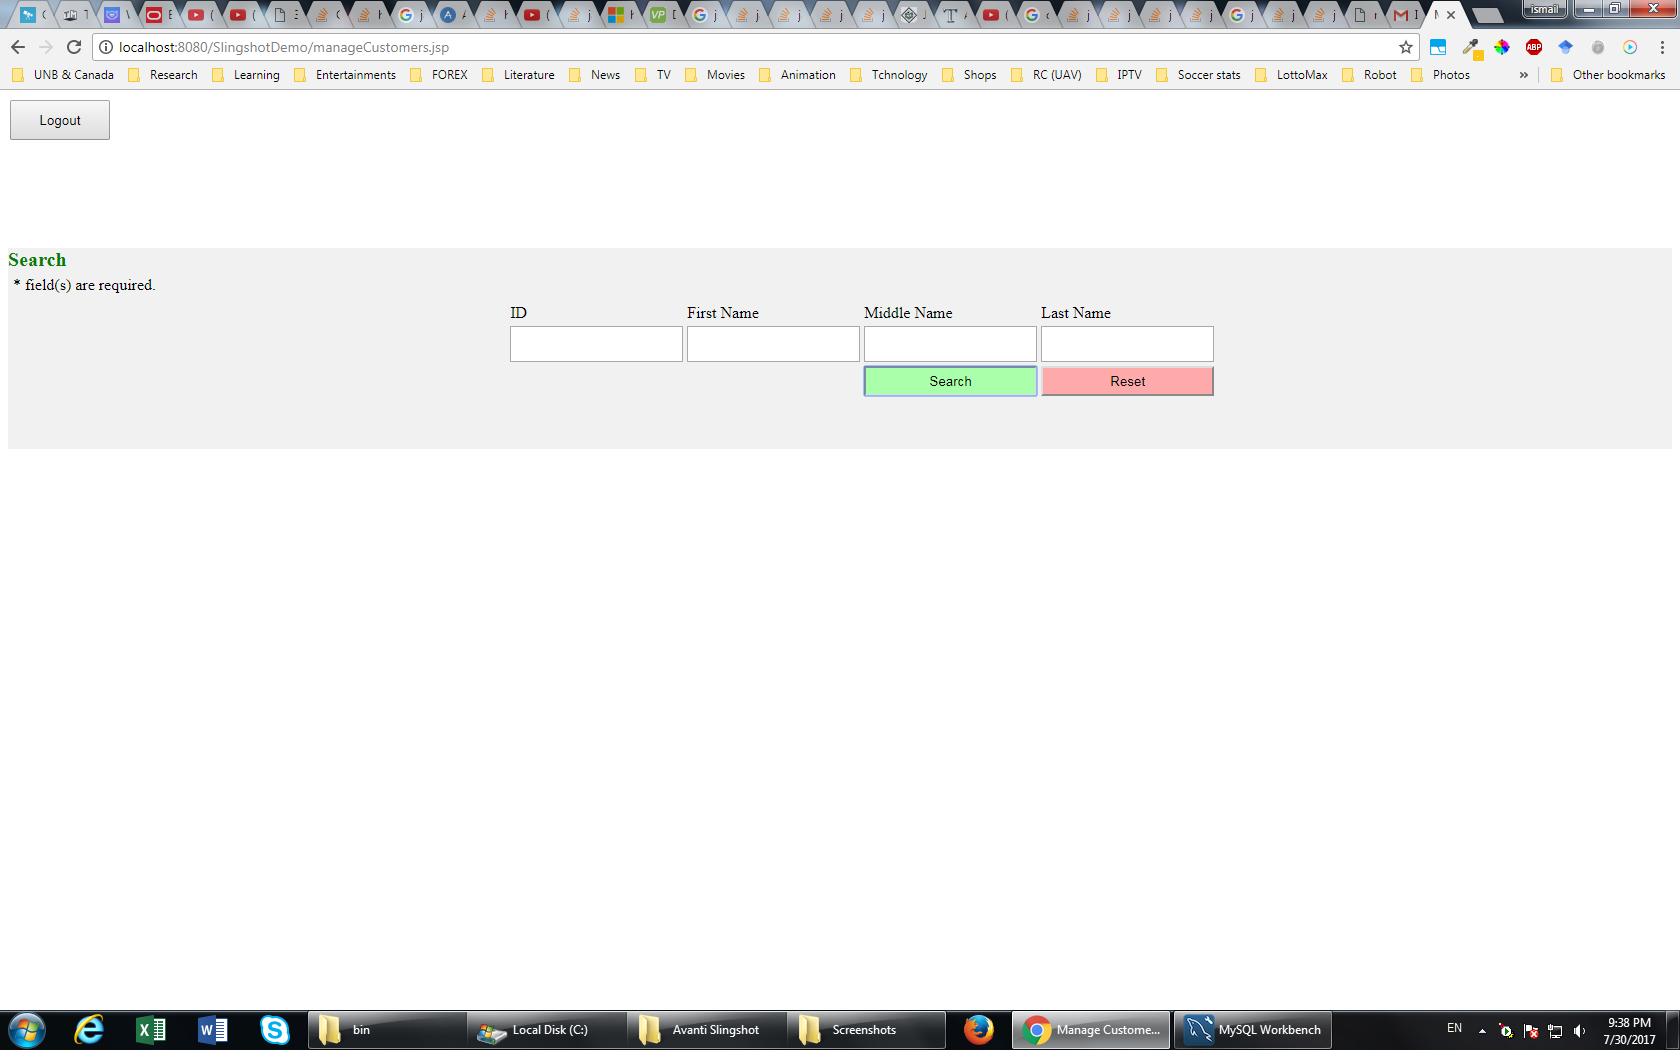 ismail
localhost:8080/SlingshotDemo/manageCustomers.jsp
ABP
UNB & Canada Research Learning Entertainments FOREX Literature News TV Movies Animation Tchnology Shops RC (UAV) IPTV Soccer stats LottoMax Robot Photos » Other bookmarks
Logout
Search
* field(s) are required.
ID First Name Middle Name Last Name
Search Reset
bin Local Disk (C:) Avanti Slingshot Screenshots Manage Custome... MySQL Workbench EN
9:38 PM
7/30/2017